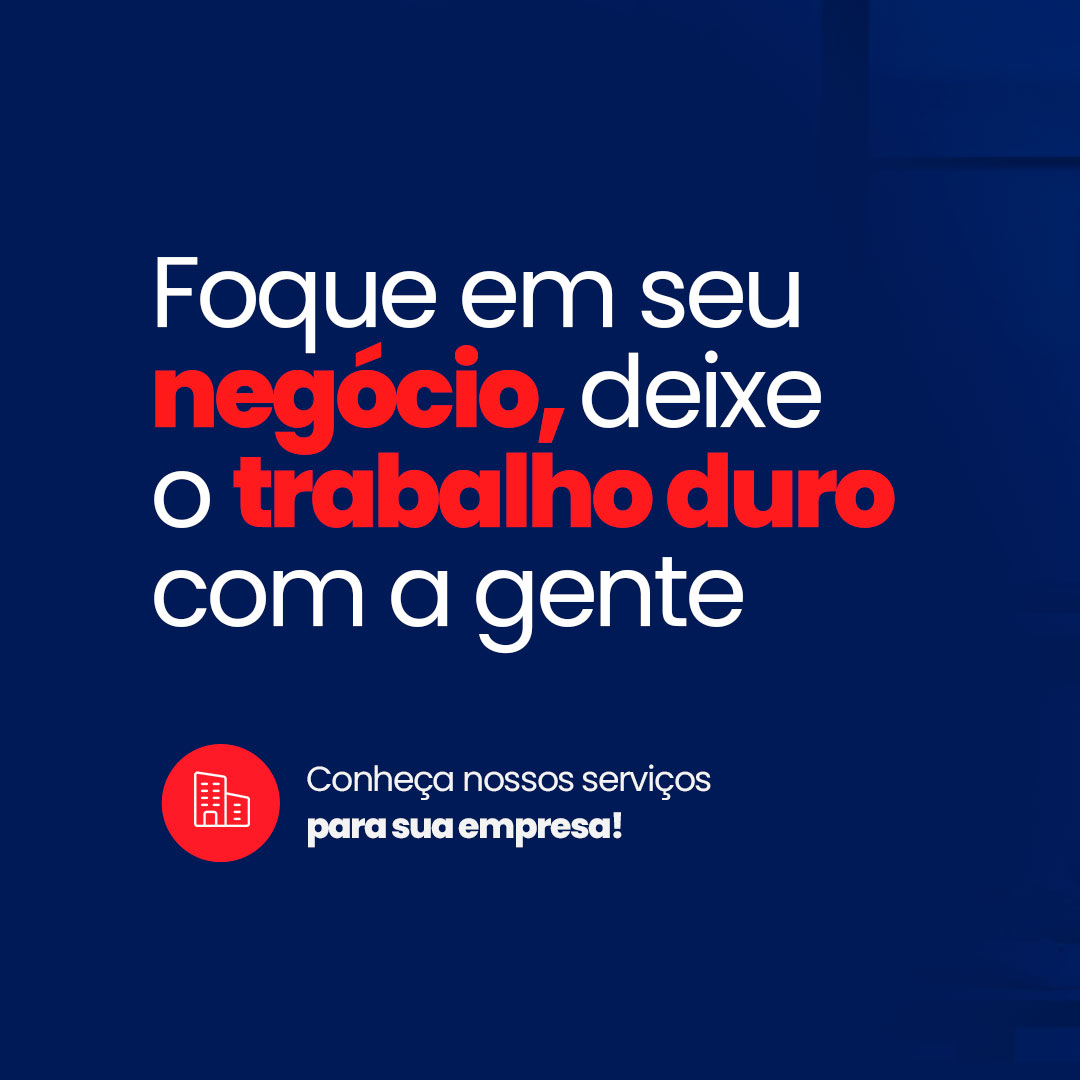 Foque em seu
negócio, deixe
o trabalho duro
com a gente
Conheça nossos serviços
para sua empresa!